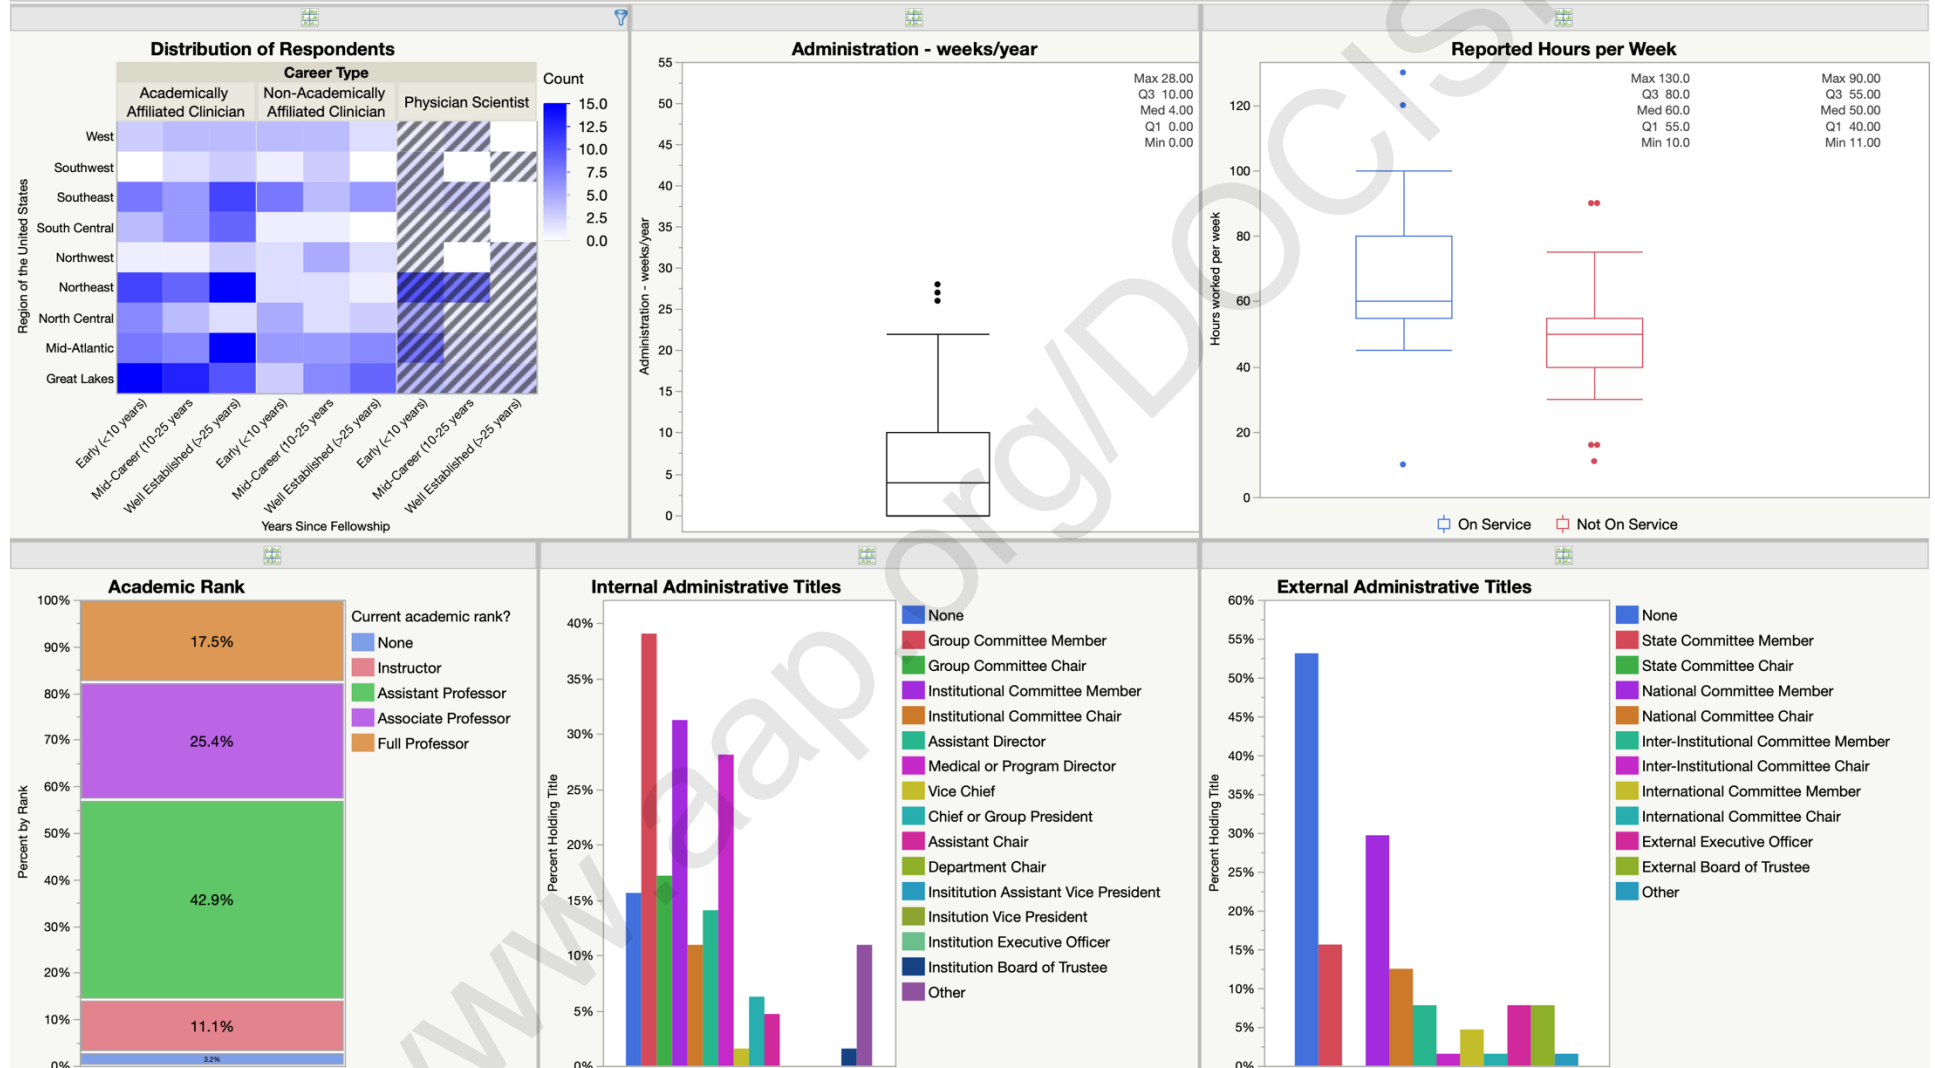 Distribution of Respondents
Career Type
Academically
Affiliated Clinician
Non-Academically
Affiliated Clinician
Physician Scientist
Count
15.0
12.5
10.0
7.5
5.0
2.5
0.0
Region of the United States
West
Southwest
Southeast
South Central
Northwest
Northeast
North Central
Mid-Atlantic
Great Lakes
Early (<10 years)
Mid-Career (10-25 years
Well Established (>25 years)
Early (<10 years)
Mid-Career (10-25 years
Well Established (>25 years)
Early (<10 years)
Mid-Career (10-25 years
Well Established (>25 years)
Years Since Fellowship
Administration - weeks/year
Administration - weeks/year
55
50
45
40
35
30
25
20
15
10
5
0
Max 28.00
Q3 10.00
Med 4.00
Q1 0.00
Min 0.00
Reported Hours per Week
Hours worked per week
120
100
80
60
40
20
0
Max 130.0
Q3 80.0
Med 60.0
Q1 55.0
Min 10.0
Max 90.00
Q3 55.00
Med 50.00
Q1 40.00
Min 11.00
On Service
Not On Service
Academic Rank
Percent by Rank
100%
90%
80%
70%
60%
50%
40%
30%
20%
10%
0%
17.5%
25.4%
42.9%
11.1%
3.2%
Current academic rank?
None
Instructor
Assistant Professor
Associate Professor
Full Professor
Internal Administrative Titles
Percent Holding Title
40%
35%
30%
25%
20%
15%
10%
5%
0%
None
Group Committee Member
Group Committee Chair
Institutional Committee Member
Institutional Committee Chair
Assistant Director
Medical or Program Director
Vice Chief
Chief or Group President
Assistant Chair
Department Chair
Insititution Assistant Vice President
Insitution Vice President
Institution Executive Officer
Institution Board of Trustee
Other
External Administrative Titles
Percent Holding Title
60%
55%
50%
45%
40%
35%
30%
25%
20%
15%
10%
5%
0%
None
State Committee Member
State Committee Chair
National Committee Member
National Committee Chair
Inter-Institutional Committee Member
Inter-Institutional Committee Chair
International Committee Member
International Committee Chair
External Executive Officer
External Board of Trustee
Other
www.aap.org/DOCIS